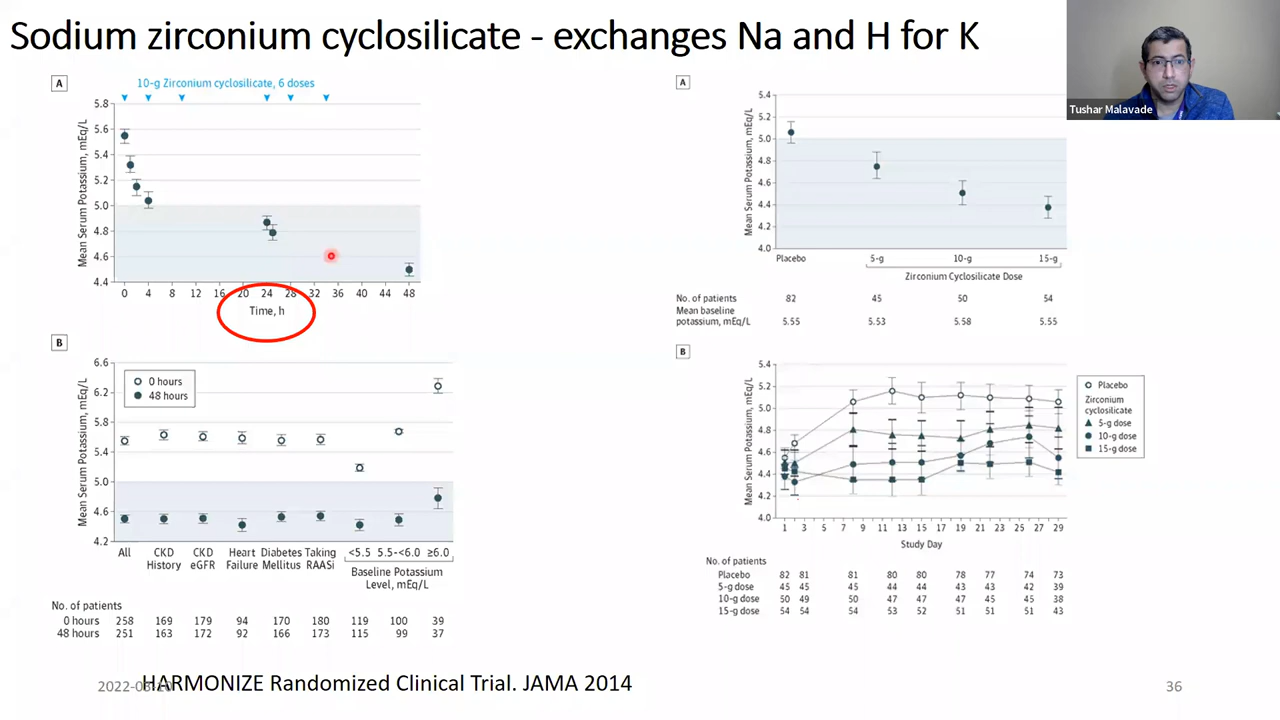 Sodium zirconium cyclosilicate - exchanges Na and H for K
Tushar Malavade
A
10-g Zirconium cyclosilicate, 6 doses
5.8
5.6
5.4
5.2
5.0
4.8
4.6
4.4
Mean Serum Potassium, mEq/L
0 4 8 12 16 20 24 28 32 36 40 44 48
Time, h
B
6.6
6.2
5.8
5.4
5.0
4.6
4.2
Mean Serum Potassium, mEq/L
0 hours
48 hours
All CKD History CKD eGFR Heart Failure Diabetes Mellitus Taking RAASi <5.5 5.5-<6.0 ≥6.0
Baseline Potassium
Level, mEq/L
No. of patients
0 hours 258 169 179 94 170 180 119 100 39
48 hours 251 163 172 92 166 173 115 99 37
A
5.4
5.2
5.0
4.8
4.6
4.4
4.2
4.0
Mean Serum Potassium, mEq/L
Placebo 5-g 10-g 15-g
Zirconium Cyclosilicate Dose
No. of patients 82 45 50 54
Mean baseline
potassium, mEq/L 5.55 5.53 5.58 5.55
B
5.4
5.2
5.0
4.8
4.6
4.4
4.2
4.0
Mean Serum Potassium, mEq/L
1 3 5 7 9 11 13 15 17 19 21 23 25 27 29
Study Day
Placebo
Zirconium
cyclosilicate
5-g dose
10-g dose
15-g dose
No. of patients
Placebo 82 81 81 80 80 78 77 74 73
5-g dose 45 45 45 44 44 43 43 42 39
10-g dose 50 49 50 47 47 47 45 45 38
15-g dose 54 54 54 53 52 51 51 51 43
HARMONIZE Randomized Clinical Trial. JAMA 2014
36